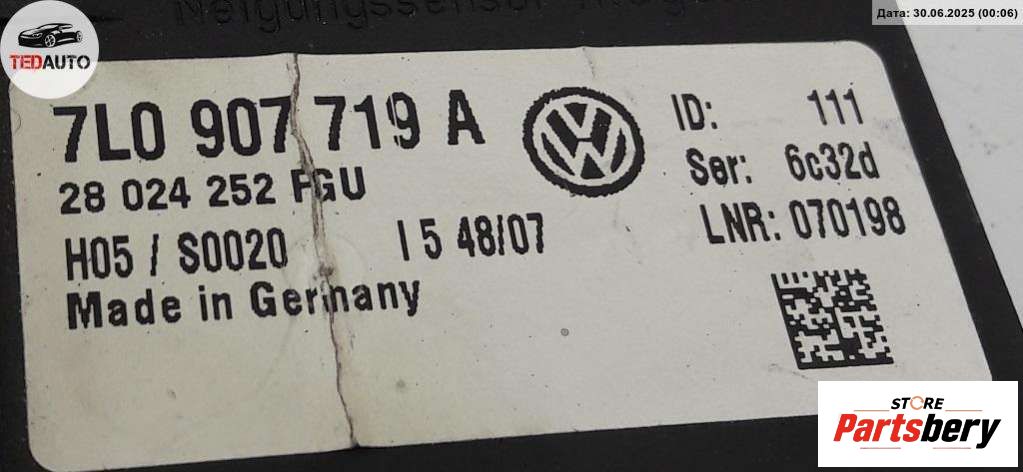 Дата: 30.06.2025 (00:06)
TEDAUTO
Neigungssensor
7L0 907 719 A
28 024 252 FGU
H05 / S0020 I 5 48/07
Made in Germany
ID: 111
Ser: 6c32d
LNR: 070198
STORE
Partsbery